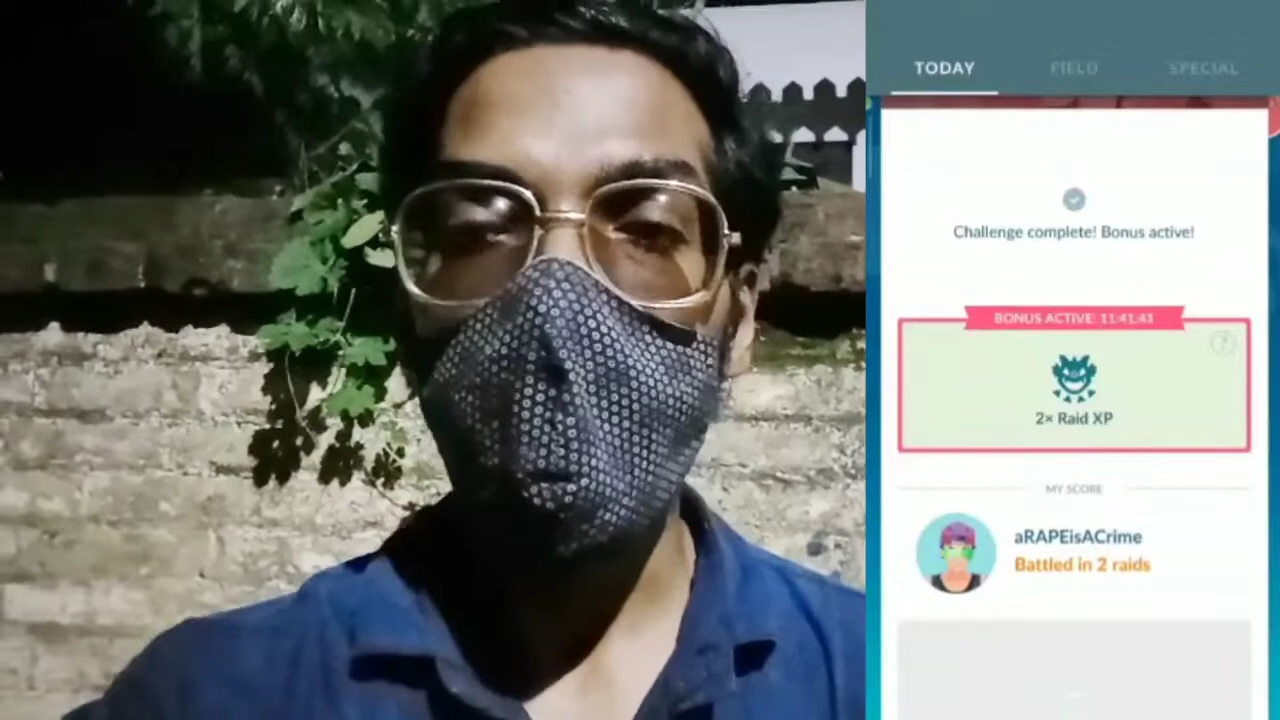 TODAY FIELD SPECIAL
Challenge complete! Bonus active!
BONUS ACTIVE: 11:41:41
?
2× Raid XP
MY SCORE
aRAPEisACrime
Battled in 2 raids